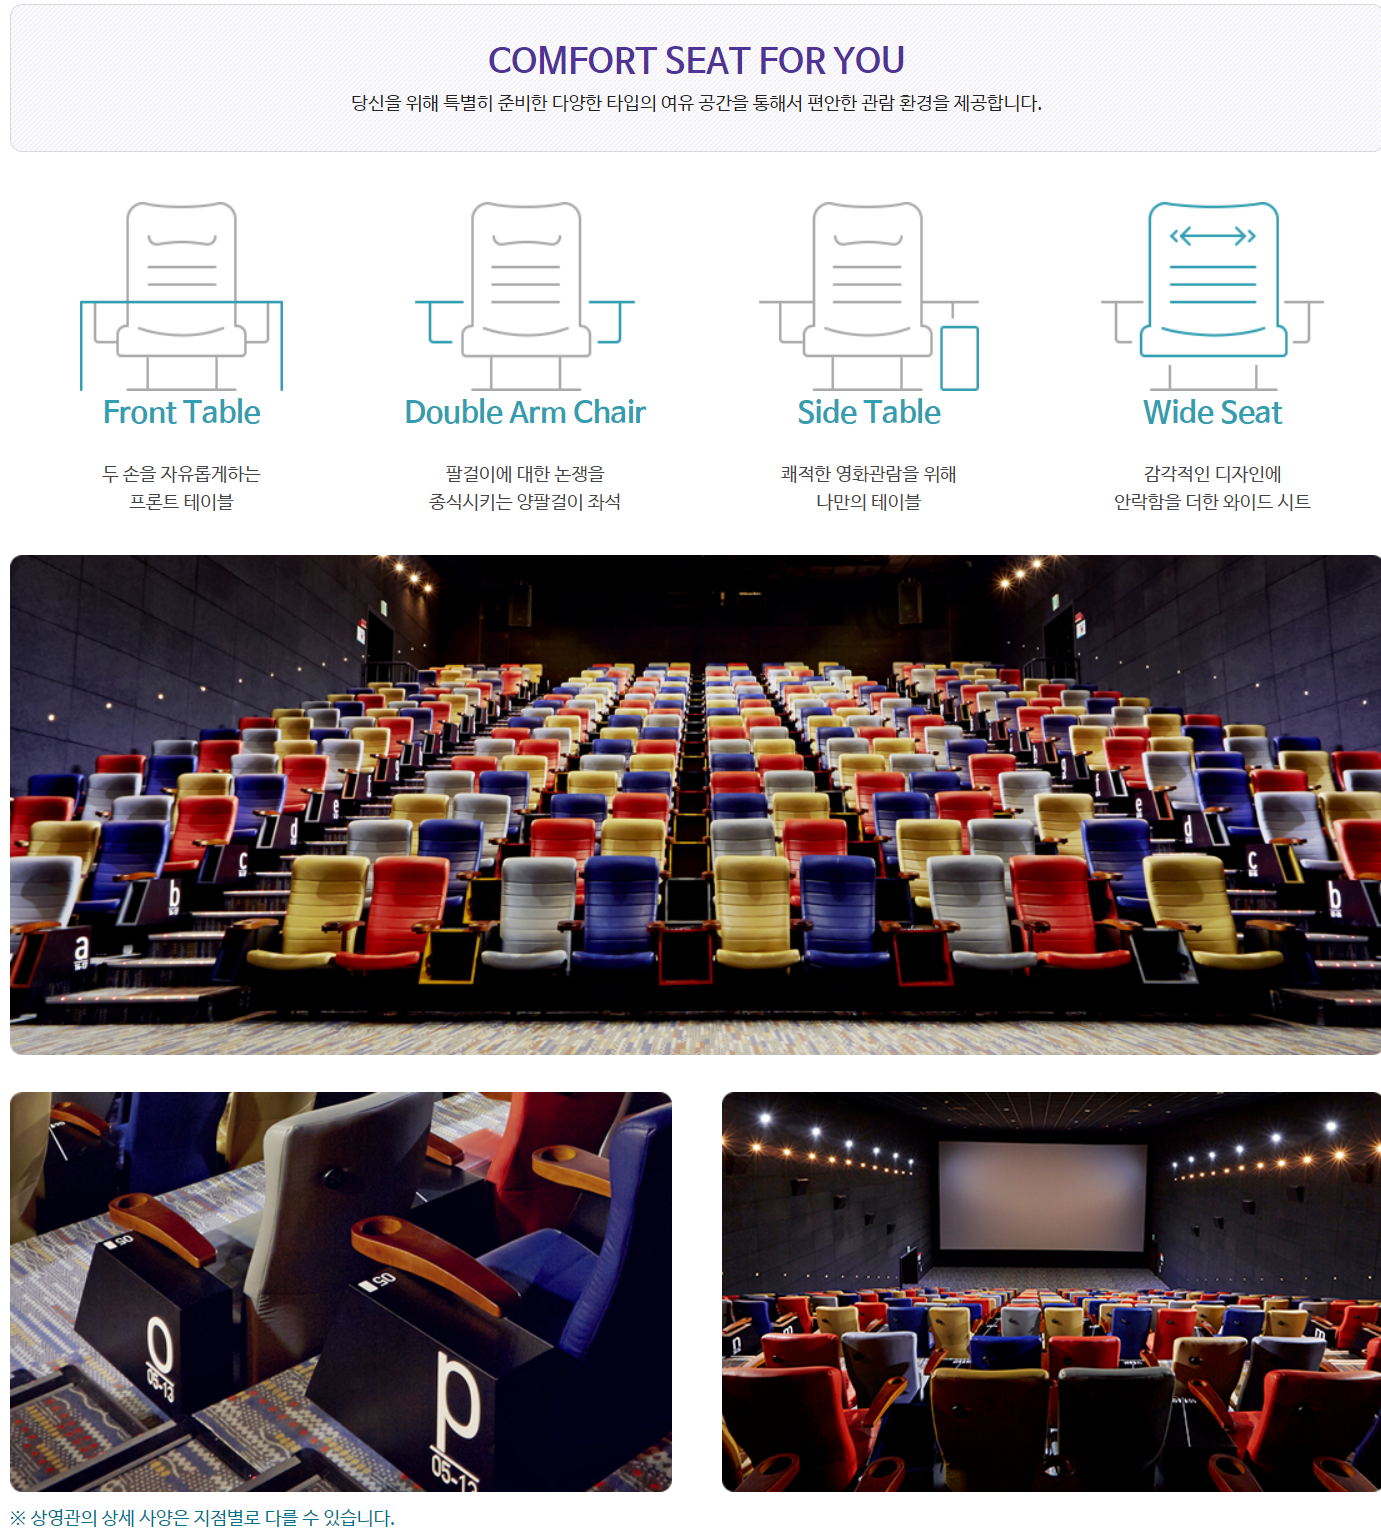 COMFORT SEAT FOR YOU
당신을 위해 특별히 준비한 다양한 타입의 여유 공간을 통해서 편안한 관람 환경을 제공합니다.
Front Table
두 손을 자유롭게하는
프론트 테이블
Double Arm Chair
팔걸이에 대한 논쟁을
종식시키는 양팔걸이 좌석
Side Table
쾌적한 영화관람을 위해
나만의 테이블
Wide Seat
감각적인 디자인에
안락함을 더한 와이드 시트
e
d
c
b
a
e
d
c
b
05
o
05-13
05
p
05-13
n
m
m
n
※ 상영관의 상세 사양은 지점별로 다를 수 있습니다.